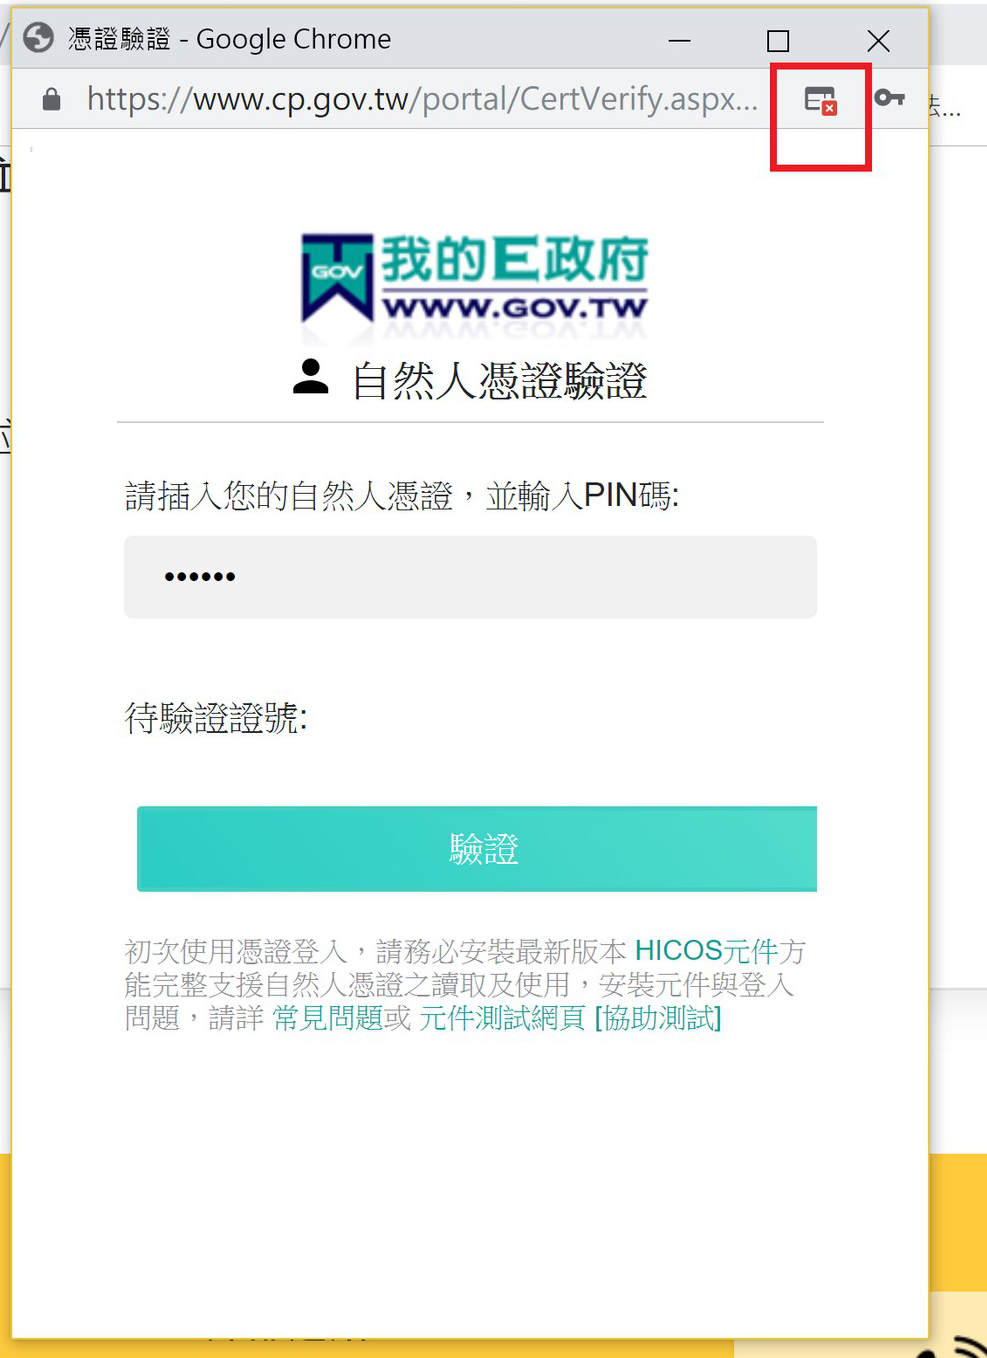 憑證驗證 - Google Chrome
https://www.cp.gov.tw/portal/CertVerify.aspx...
法...
GOV 我的E政府
WWW.GOV.TW
自然人憑證驗證
請插入您的自然人憑證，並輸入PIN碼:
••••••
待驗證證號:
驗證
初次使用憑證登入，請務必安裝最新版本 HICOS元件方
能完整支援自然人憑證之讀取及使用，安裝元件與登入
問題，請詳 常見問題或 元件測試網頁 [協助測試]